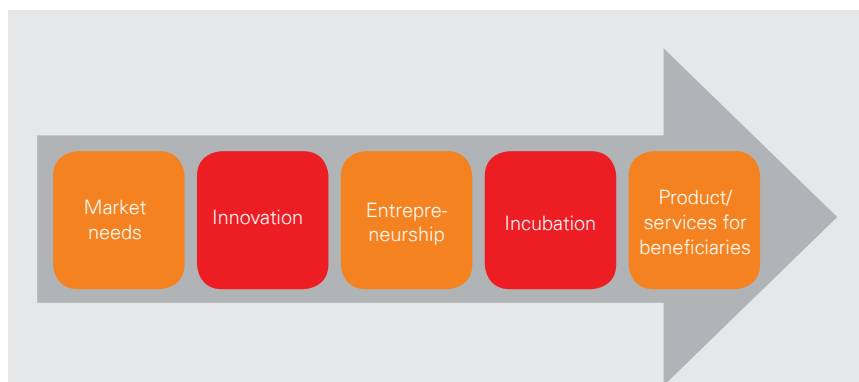 Market
needs
Innovation
Entrepre-
neurship
Incubation
Product/
services for
beneficiaries